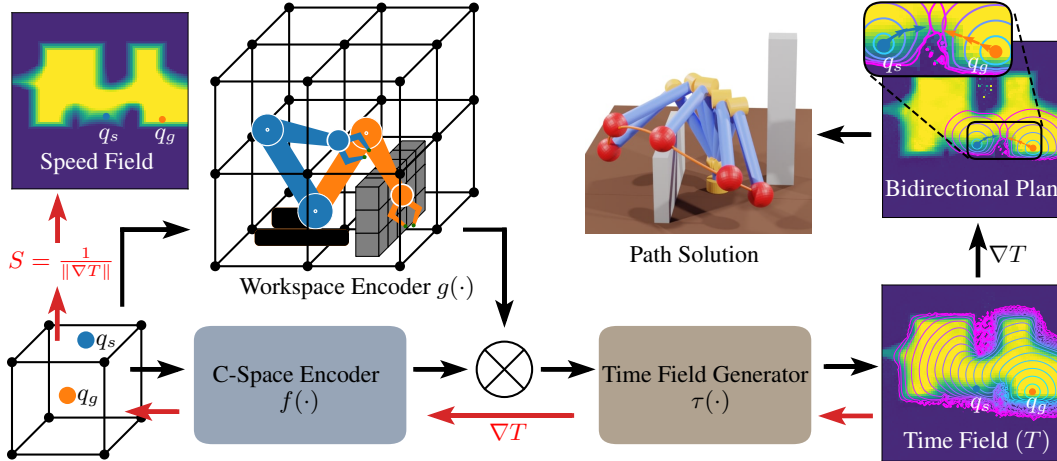 q_s
q_g
Speed Field
S = 1/‖∇T‖
Workspace Encoder g(·)
Path Solution
q_s
q_g
Bidirectional Plan
∇T
q_s
q_g
C-Space Encoder
f(·)
∇T
Time Field Generator
τ(·)
q_s
q_g
Time Field (T)